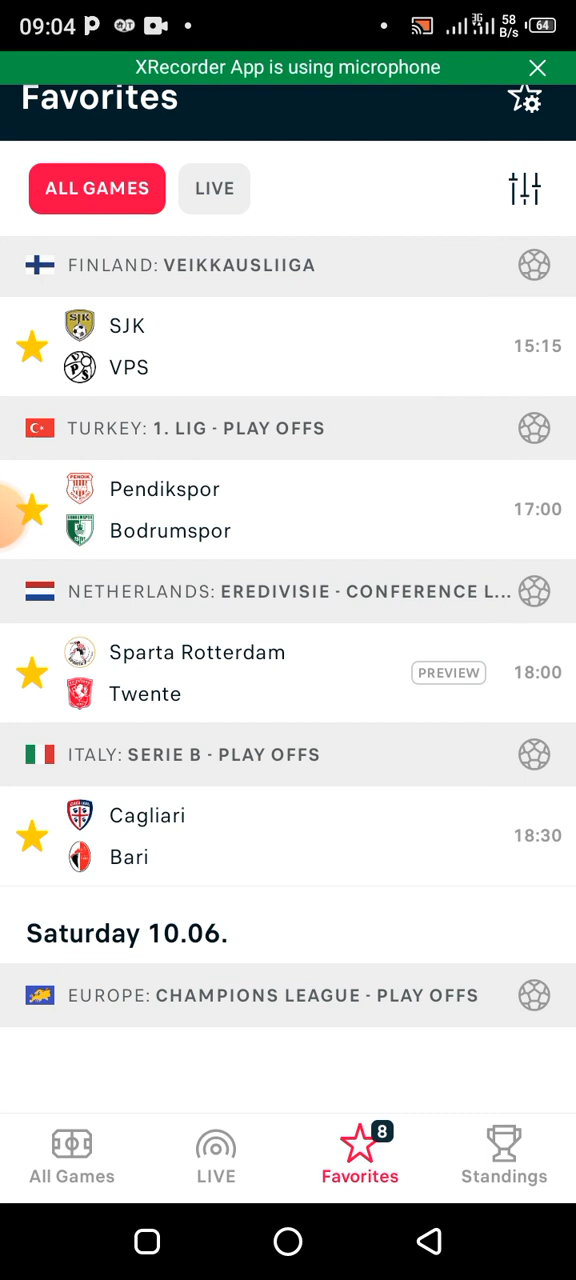 09:04
3G
58
B/s
64
XRecorder App is using microphone
Favorites
ALL GAMES
LIVE
FINLAND: VEIKKAUSLIIGA
SJK
VPS
15:15
TURKEY: 1. LIG - PLAY OFFS
Pendikspor
Bodrumspor
17:00
NETHERLANDS: EREDIVISIE - CONFERENCE L...
Sparta Rotterdam
Twente
PREVIEW
18:00
ITALY: SERIE B - PLAY OFFS
Cagliari
Bari
18:30
Saturday 10.06.
EUROPE: CHAMPIONS LEAGUE - PLAY OFFS
8
All Games
LIVE
Favorites
Standings